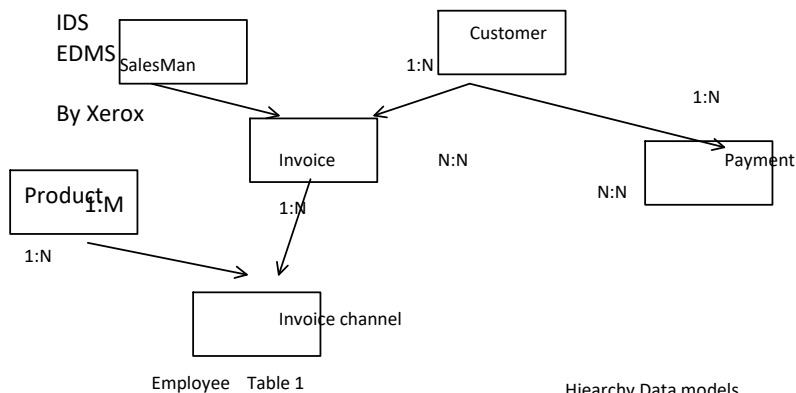 IDS
Customer
EDMS
SalesMan
1:N
1:N
By Xerox
Invoice
N:N
Payment
Product
1:M
N:N
1:N
1:N
Invoice channel
Employee Table 1
Hiearchy Data models